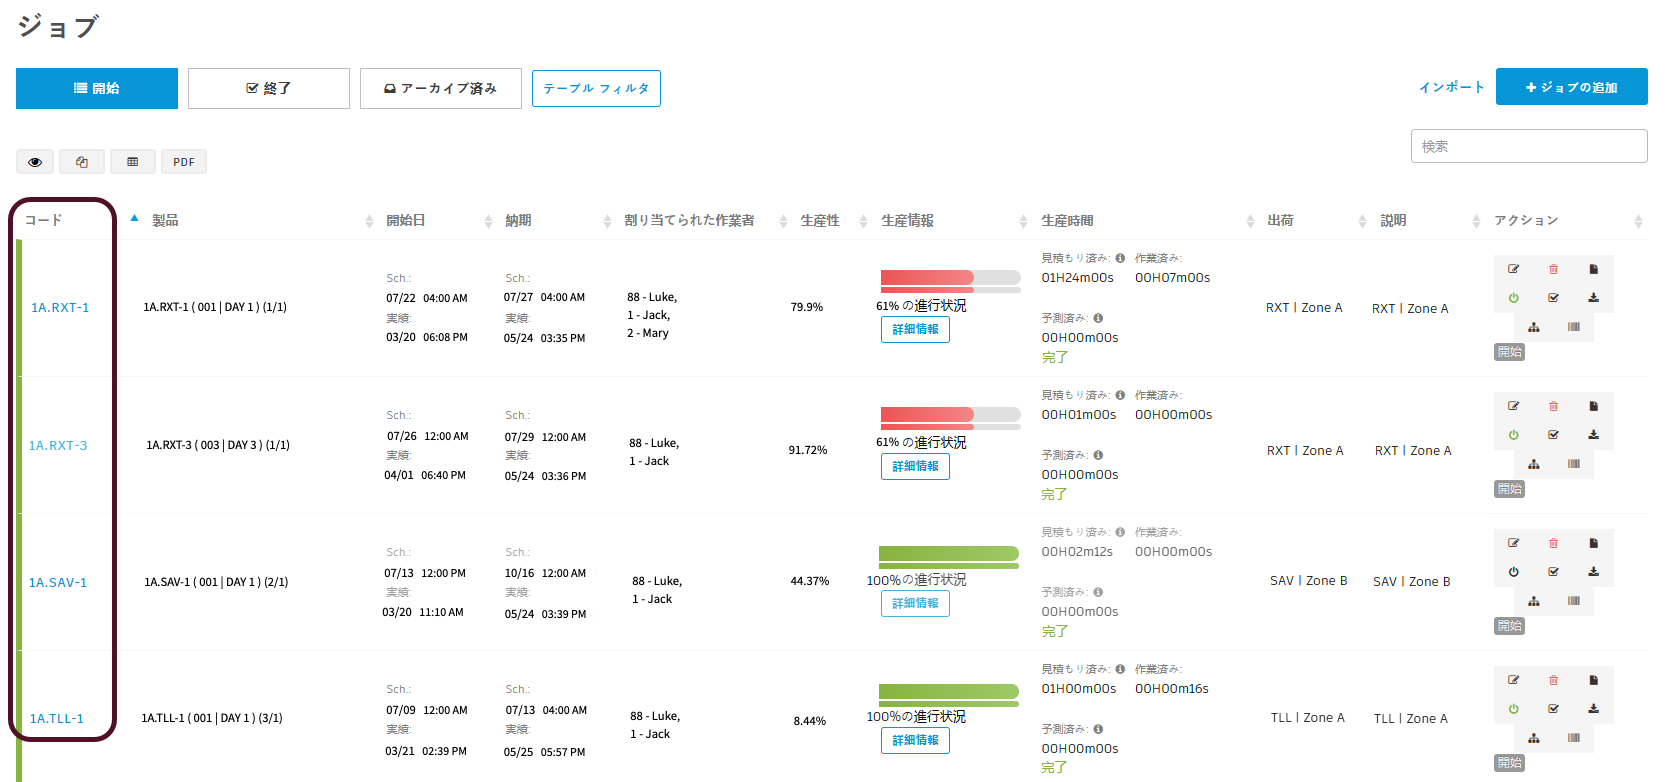 ジョブ
開始
終了
アーカイブ済み
テーブル フィルタ
インポート
ジョブの追加
検索
PDF
コード 製品 開始日 納期 割り当てられた作業者 生産性 生産情報 生産時間 出荷 説明 アクション
1A.RXT-1
1A.RXT-1 ( 001 | DAY 1 ) (1/1)
Sch.:
07/22 04:00 AM
実績:
03/20 06:08 PM
Sch.:
07/27 04:00 AM
実績:
05/24 03:35 PM
88 - Luke,
1 - Jack,
2 - Mary
79.9%
61% の進行状況
詳細情報
見積もり済み: 作業済み:
01H24m00s 00H07m00s
予測済み:
00H00m00s
完了
RXT | Zone A
RXT | Zone A
開始
1A.RXT-3
1A.RXT-3 ( 003 | DAY 3 ) (1/1)
Sch.:
07/26 12:00 AM
実績:
04/01 06:40 PM
Sch.:
07/29 12:00 AM
実績:
05/24 03:36 PM
88 - Luke,
1 - Jack
91.72%
61% の進行状況
詳細情報
見積もり済み: 作業済み:
00H01m00s 00H00m00s
予測済み:
00H00m00s
完了
RXT | Zone A
RXT | Zone A
開始
1A.SAV-1
1A.SAV-1 ( 001 | DAY 1 ) (2/1)
Sch.:
07/13 12:00 PM
実績:
03/20 11:10 AM
Sch.:
10/16 12:00 AM
実績:
05/24 03:39 PM
88 - Luke,
1 - Jack
44.37%
100%の進行状況
詳細情報
見積もり済み: 作業済み:
00H02m12s 00H00m00s
予測済み:
00H00m00s
完了
SAV | Zone B
SAV | Zone B
開始
1A.TLL-1
1A.TLL-1 ( 001 | DAY 1 ) (3/1)
Sch.:
07/09 12:00 AM
実績:
03/21 02:39 PM
Sch.:
07/13 04:00 AM
実績:
05/25 05:57 PM
88 - Luke,
1 - Jack
8.44%
100%の進行状況
詳細情報
見積もり済み: 作業済み:
01H00m00s 00H00m16s
予測済み:
00H00m00s
完了
TLL | Zone A
TLL | Zone A
開始